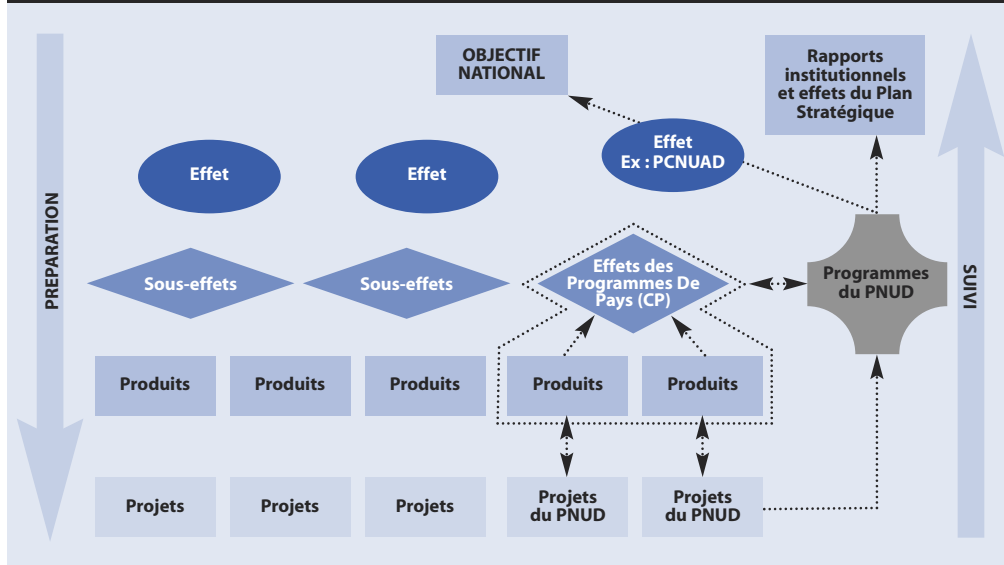 OBJECTIF
NATIONAL
Rapports
institutionnels
et effets du Plan
Stratégique
Effet
Effet
Effet
Ex : PCNUAD
PREPARATION
SUIVI
Sous-effets
Sous-effets
Effets des
Programmes De
Pays (CP)
Programmes
du PNUD
Produits
Produits
Produits
Produits
Produits
Projets
Projets
Projets
Projets
du PNUD
Projets
du PNUD